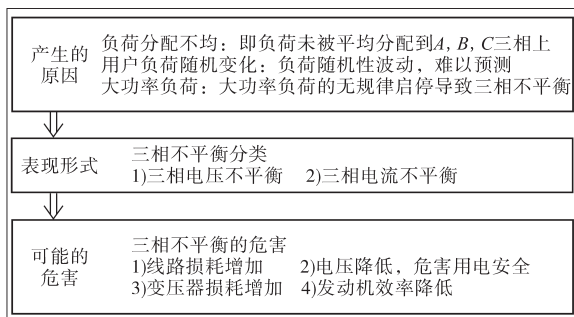 产生的
原因
负荷分配不均：即负荷未被平均分配到A, B, C三相上
用户负荷随机变化：负荷随机性波动，难以预测
大功率负荷：大功率负荷的无规律启停导致三相不平衡
表现形式
三相不平衡分类
1)三相电压不平衡 2)三相电流不平衡
可能的
危害
三相不平衡的危害
1)线路损耗增加 2)电压降低，危害用电安全
3)变压器损耗增加 4)发动机效率降低